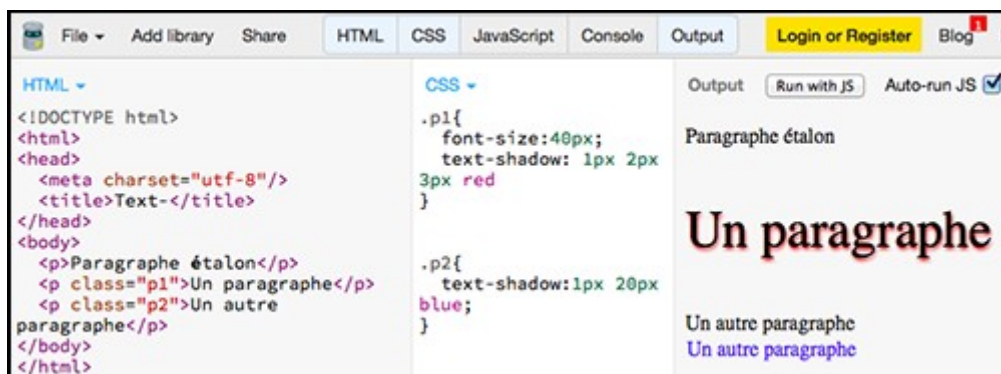 File Add library Share HTML CSS JavaScript Console Output Login or Register Blog 1
HTML
<!DOCTYPE html>
<html>
<head>
<meta charset="utf-8"/>
<title>Text-</title>
</head>
<body>
<p>Paragraphe étalon</p>
<p class="p1">Un paragraphe</p>
<p class="p2">Un autre
paragraphe</p>
</body>
</html>
CSS
.p1{
font-size:40px;
text-shadow: 1px 2px
3px red
}
.p2{
text-shadow:1px 20px
blue;
}
Output Run with JS Auto-run JS
Paragraphe étalon
Un paragraphe
Un autre paragraphe
Un autre paragraphe